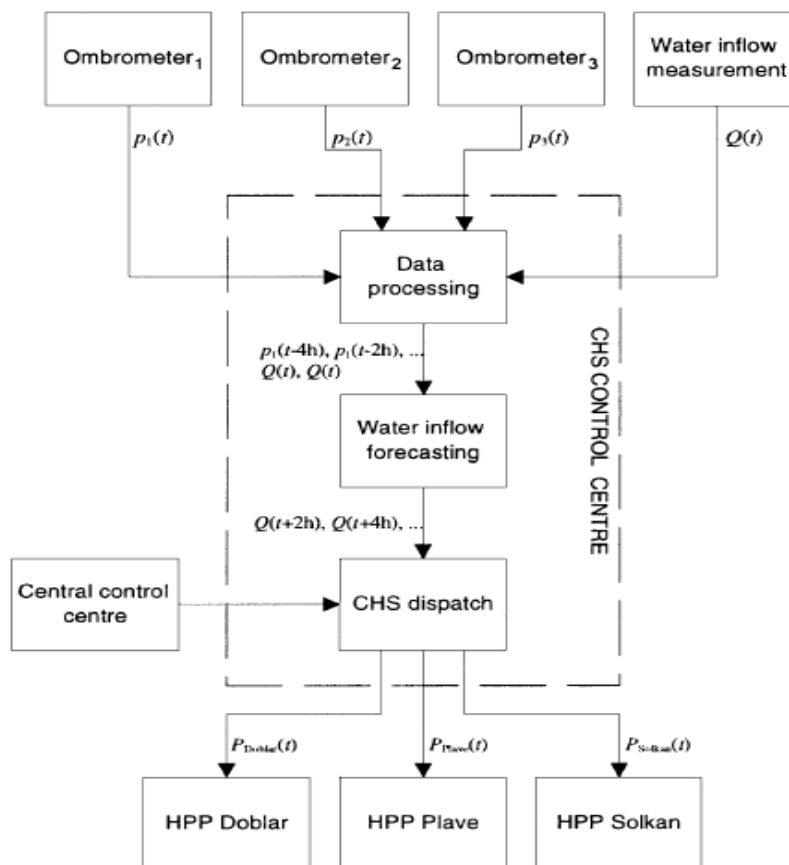 Ombrometer1
Ombrometer2
Ombrometer3
Water inflow
measurement
p1(t)
p2(t)
p3(t)
Q(t)
Data
processing
p1(t-4h), p1(t-2h), ...
Q(t), Q(t)
Water inflow
forecasting
Q(t+2h), Q(t+4h), ...
CHS CONTROL CENTRE
Central control
centre
CHS dispatch
PDoblar(t)
PPlave(t)
PSolkan(t)
HPP Doblar
HPP Plave
HPP Solkan